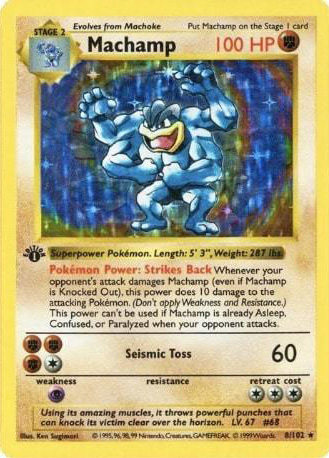 STAGE 2
Evolves from Machoke
Put Machamp on the Stage 1 card
Machamp
100 HP
EDITION
1
Superpower Pokémon. Length: 5' 3", Weight: 287 lbs.
Pokémon Power: Strikes Back Whenever your
opponent's attack damages Machamp (even if Machamp
is Knocked Out), this power does 10 damage to the
attacking Pokémon. (Don't apply Weakness and Resistance.)
This power can't be used if Machamp is already Asleep,
Confused, or Paralyzed when your opponent attacks.
Seismic Toss
60
weakness
resistance
retreat cost
Using its amazing muscles, it throws powerful punches that
can knock its victim clear over the horizon. LV. 67 #68
Illus. Ken Sugimori
©1995, 96, 98, 99 Nintendo, Creatures, GAMEFREAK. ©1999 Wizards.
8/102 ★